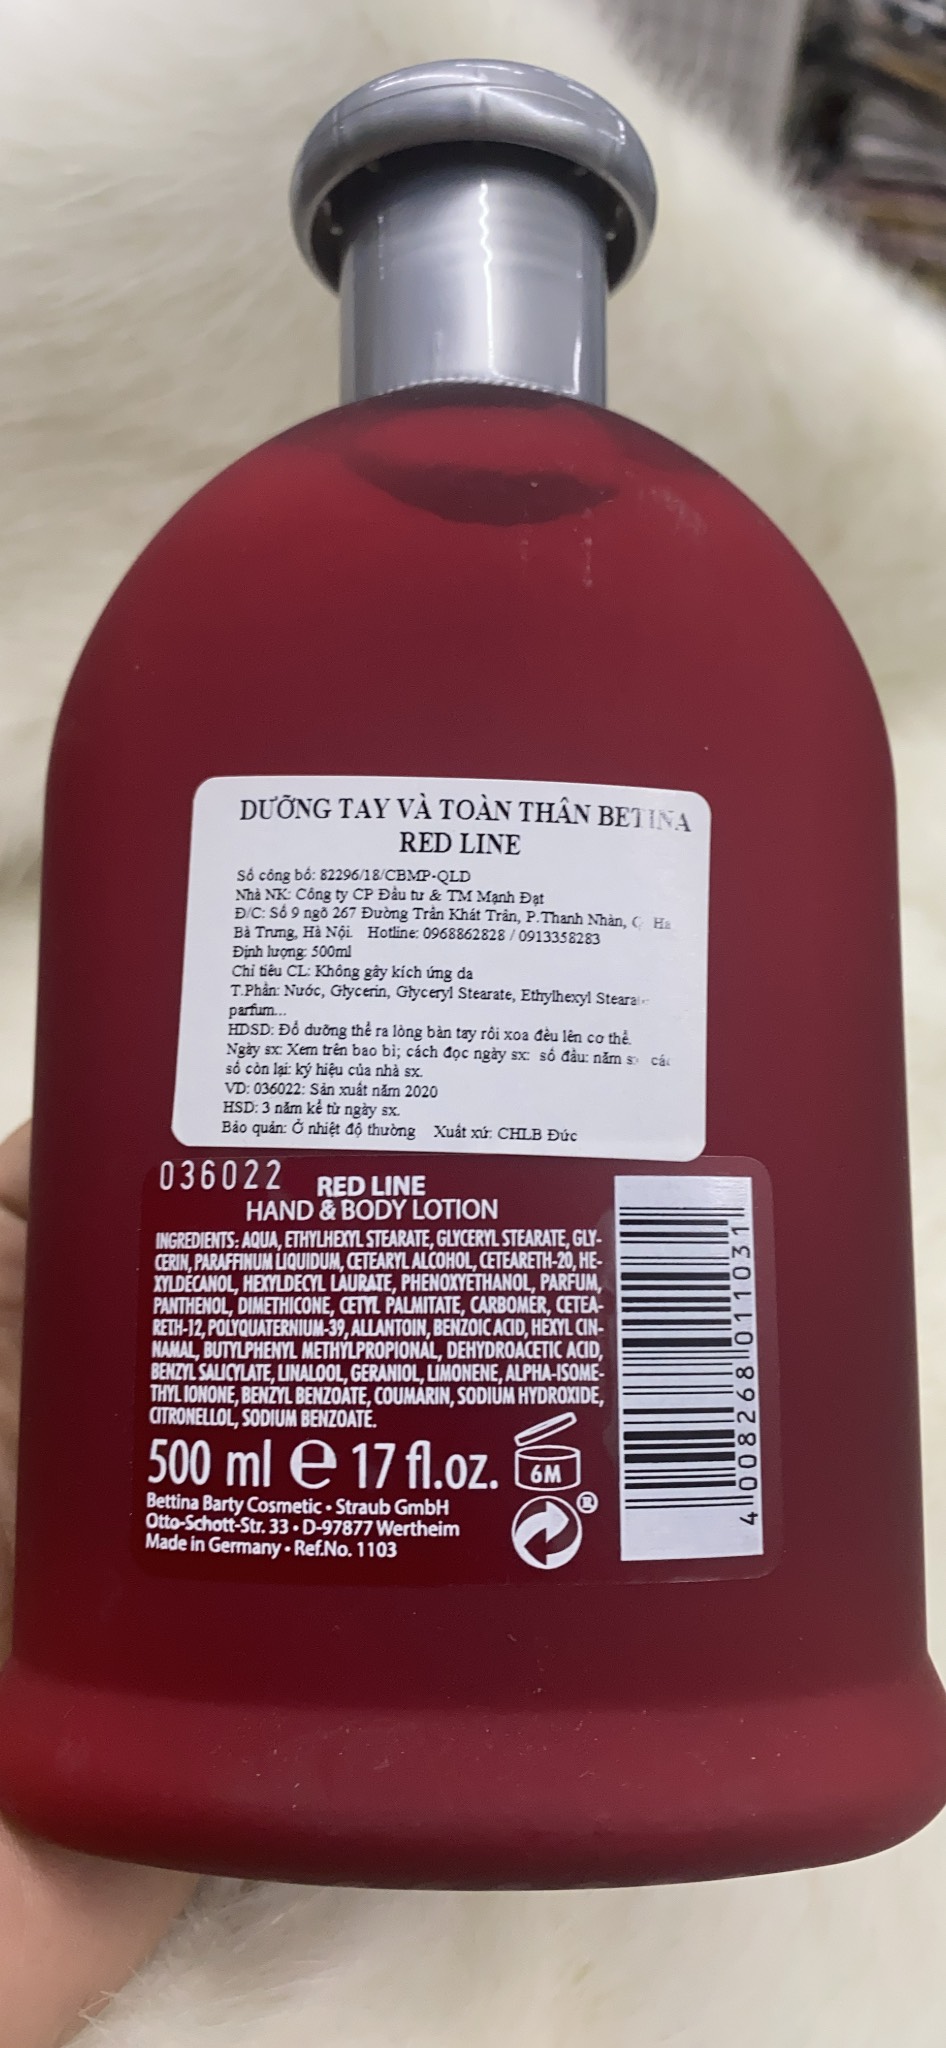 DƯỠNG TAY VÀ TOÀN THÂN BETINA
RED LINE
Số công bố: 82296/18/CBMP-QLD
Nhà NK: Công ty CP Đầu tư & TM Mạnh Đạt
Đ/C: Số 9 ngõ 267 Đường Trần Khát Trân, P.Thanh Nhàn,
Bà Trưng, Hà Nội. Hotline: 0968862828 / 0913358283
Định lượng: 500ml
Chỉ tiêu CL: Không gây kích ứng da
T.Phần: Nước, Glycerin, Glyceryl Stearate, Ethylhexyl
parfum...
HDSD: Đổ dưỡng thể ra lòng bàn tay rồi xoa đều lên cơ thể.
Ngày sx: Xem trên bao bì; cách đọc ngày sx: số đầu: năm
số còn lại: ký hiệu của nhà sx.
VD: 036022: Sản xuất năm 2020
HSD: 3 năm kể từ ngày sx.
Bảo quản: Ở nhiệt độ thường Xuất xứ: CHLB Đức
036022
RED LINE
HAND & BODY LOTION
INGREDIENTS: AQUA, ETHYLHEXYL STEARATE, GLYCERYL STEARATE, GLY-
CERIN, PARAFFINUM LIQUIDUM, CETEARYL ALCOHOL, CETEARETH-20, HE-
XYLDECANOL, HEXYLDECYL LAURATE, PHENOXYETHANOL, PARFUM,
PANTHENOL, DIMETHICONE, CETYL PALMITATE, CARBOMER, CETEA-
RETH-12, POLYQUATERNIUM-39, ALLANTOIN, BENZOIC ACID, HEXYL CIN-
NAMAL, BUTYLPHENYL METHYLPROPIONAL, DEHYDROACETIC ACID,
BENZYL SALICYLATE, LINALOOL, GERANIOL, LIMONENE, ALPHA-ISOME-
THYL IONONE, BENZYL BENZOATE, COUMARIN, SODIUM HYDROXIDE,
CITRONELLOL, SODIUM BENZOATE.
500 ml e 17 fl.oz.
6M
Bettina Barty Cosmetic • Straub GmbH
Otto-Schott-Str. 33 • D-97877 Wertheim
Made in Germany • Ref.No. 1103
®
4008268011031